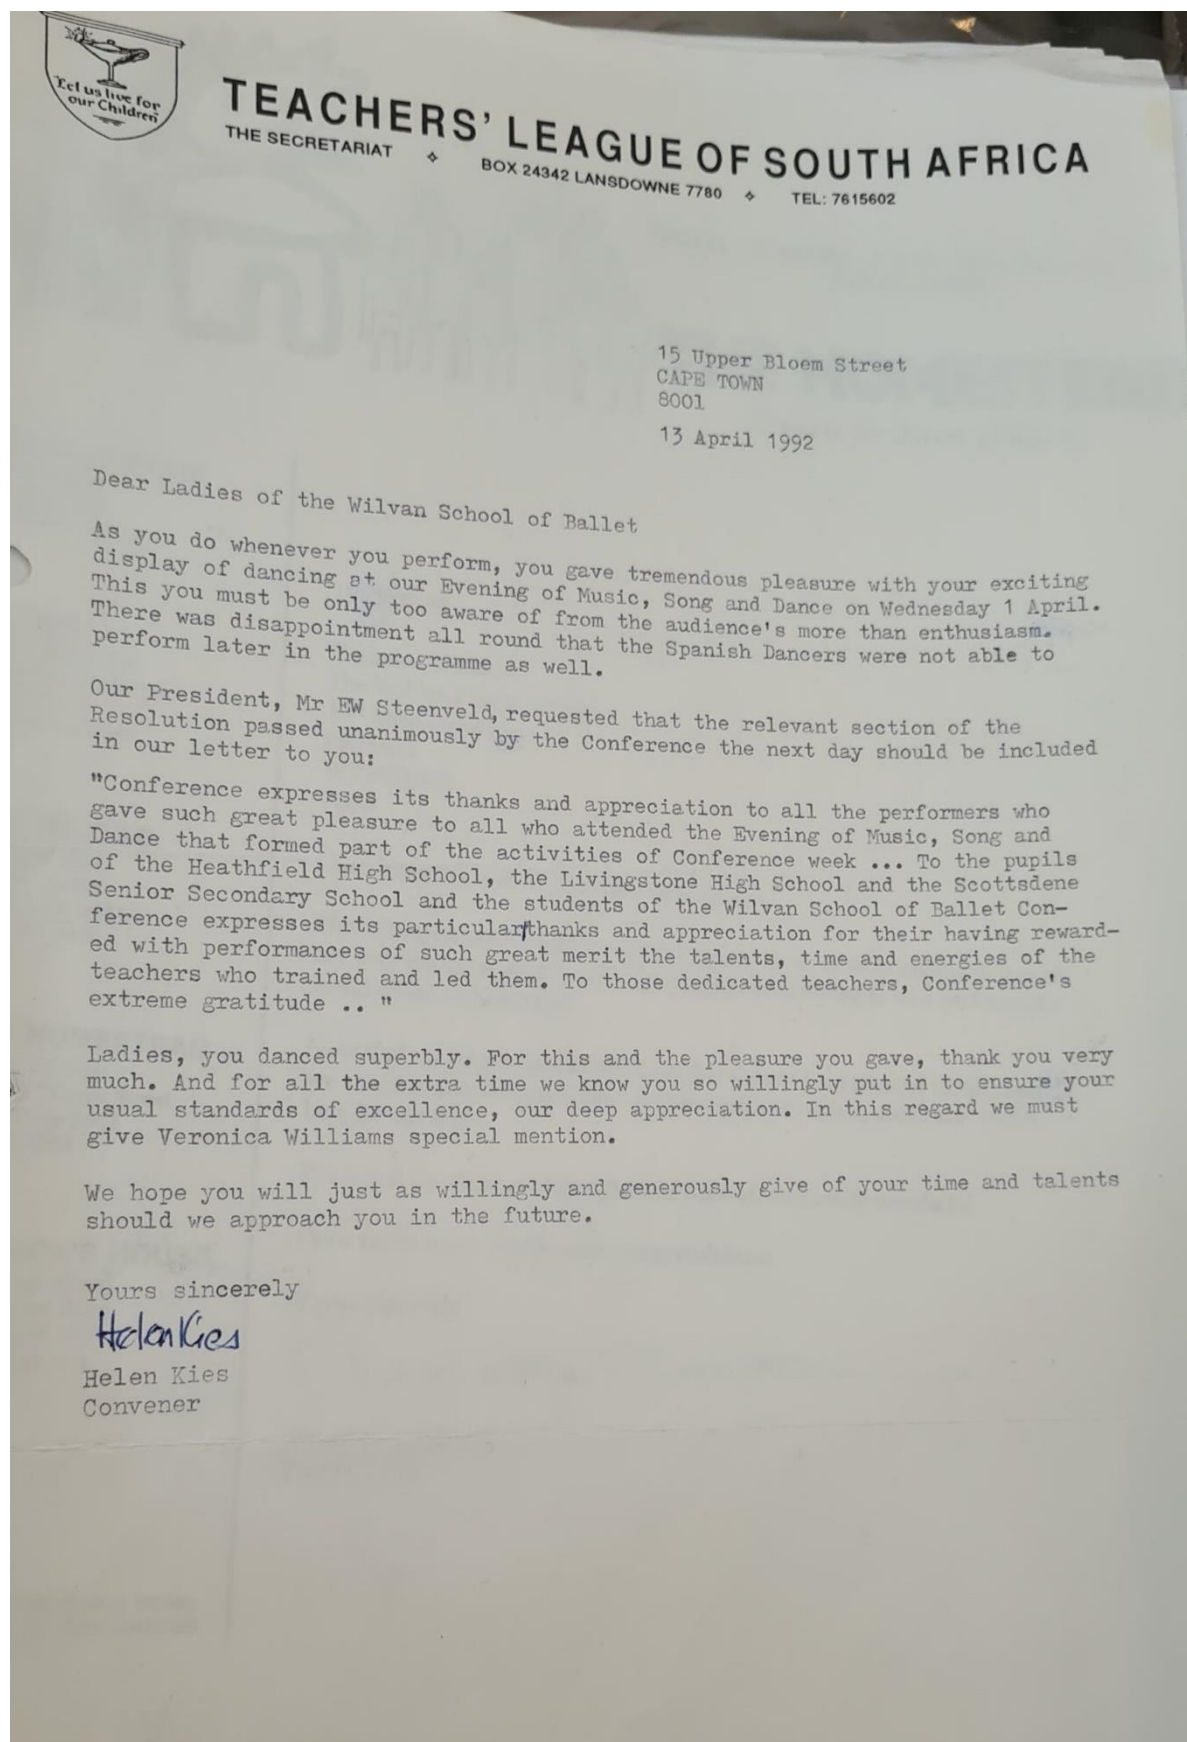 Let us live for
our Children
TEACHERS' LEAGUE OF SOUTH AFRICA
THE SECRETARIAT ⋄ BOX 24342 LANSDOWNE 7780 ⋄ TEL: 7615602
15 Upper Bloem Street
CAPE TOWN
8001
13 April 1992
Dear Ladies of the Wilvan School of Ballet
As you do whenever you perform, you gave tremendous pleasure with your exciting
display of dancing at our Evening of Music, Song and Dance on Wednesday 1 April.
This you must be only too aware of from the audience's more than enthusiasm.
There was disappointment all round that the Spanish Dancers were not able to
perform later in the programme as well.
Our President, Mr EW Steenveld, requested that the relevant section of the
Resolution passed unanimously by the Conference the next day should be included
in our letter to you:
"Conference expresses its thanks and appreciation to all the performers who
gave such great pleasure to all who attended the Evening of Music, Song and
Dance that formed part of the activities of Conference week ... To the pupils
of the Heathfield High School, the Livingstone High School and the Scottsdene
Senior Secondary School and the students of the Wilvan School of Ballet Con-
ference expresses its particular/thanks and appreciation for their having reward-
ed with performances of such great merit the talents, time and energies of the
teachers who trained and led them. To those dedicated teachers, Conference's
extreme gratitude .. "
Ladies, you danced superbly. For this and the pleasure you gave, thank you very
much. And for all the extra time we know you so willingly put in to ensure your
usual standards of excellence, our deep appreciation. In this regard we must
give Veronica Williams special mention.
We hope you will just as willingly and generously give of your time and talents
should we approach you in the future.
Yours sincerely
Helen Kies
Helen Kies
Convener